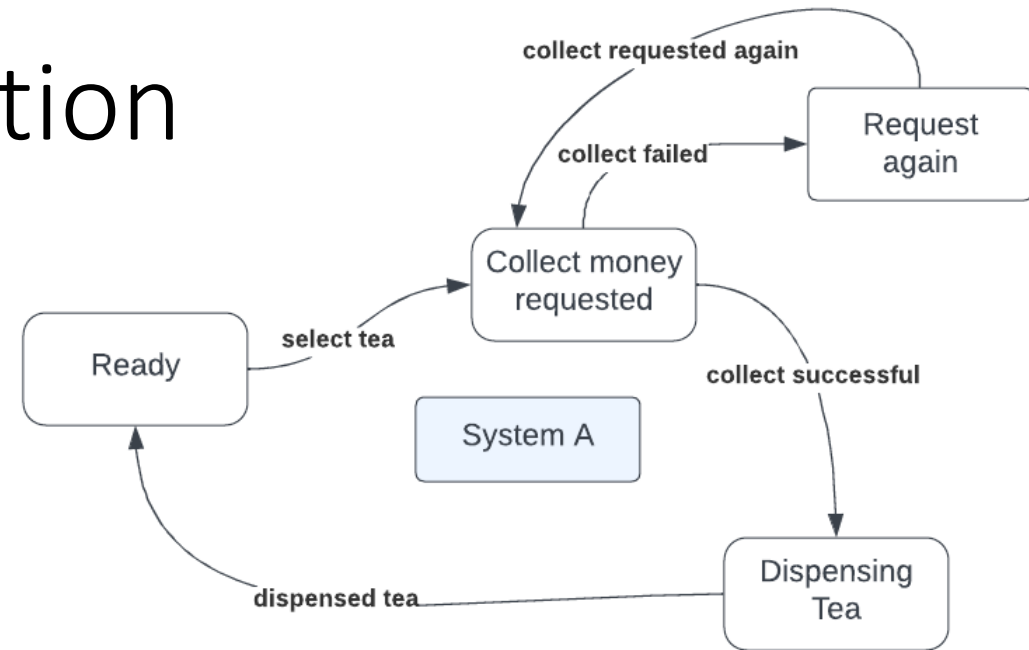 tion
collect requested again
Request
again
collect failed
Collect money
requested
select tea
Ready
collect successful
System A
Dispensing
Tea
dispensed tea